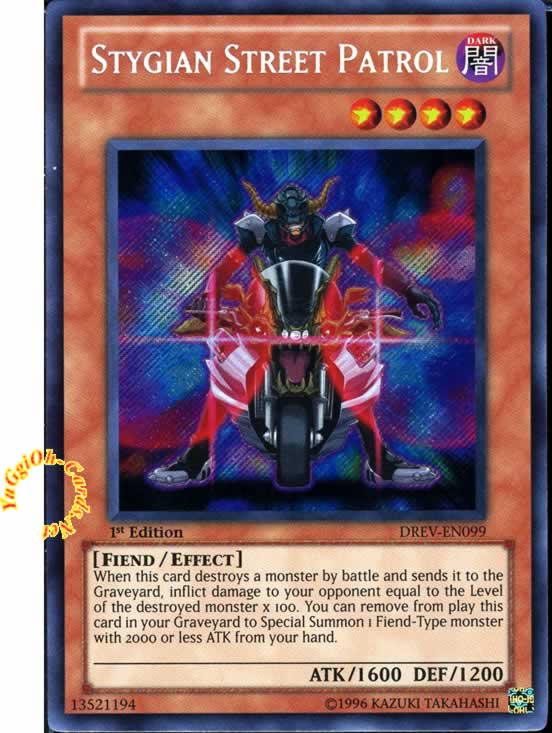 STYGIAN STREET PATROL
DARK
闇
1st Edition
DREV-EN099
[FIEND / EFFECT]
When this card destroys a monster by battle and sends it to the
Graveyard, inflict damage to your opponent equal to the Level
of the destroyed monster x 100. You can remove from play this
card in your Graveyard to Special Summon 1 Fiend-Type monster
with 2000 or less ATK from your hand.
ATK/1600 DEF/1200
13521194
©1996 KAZUKI TAKAHASHI
YuGgiOh-Cards.Net